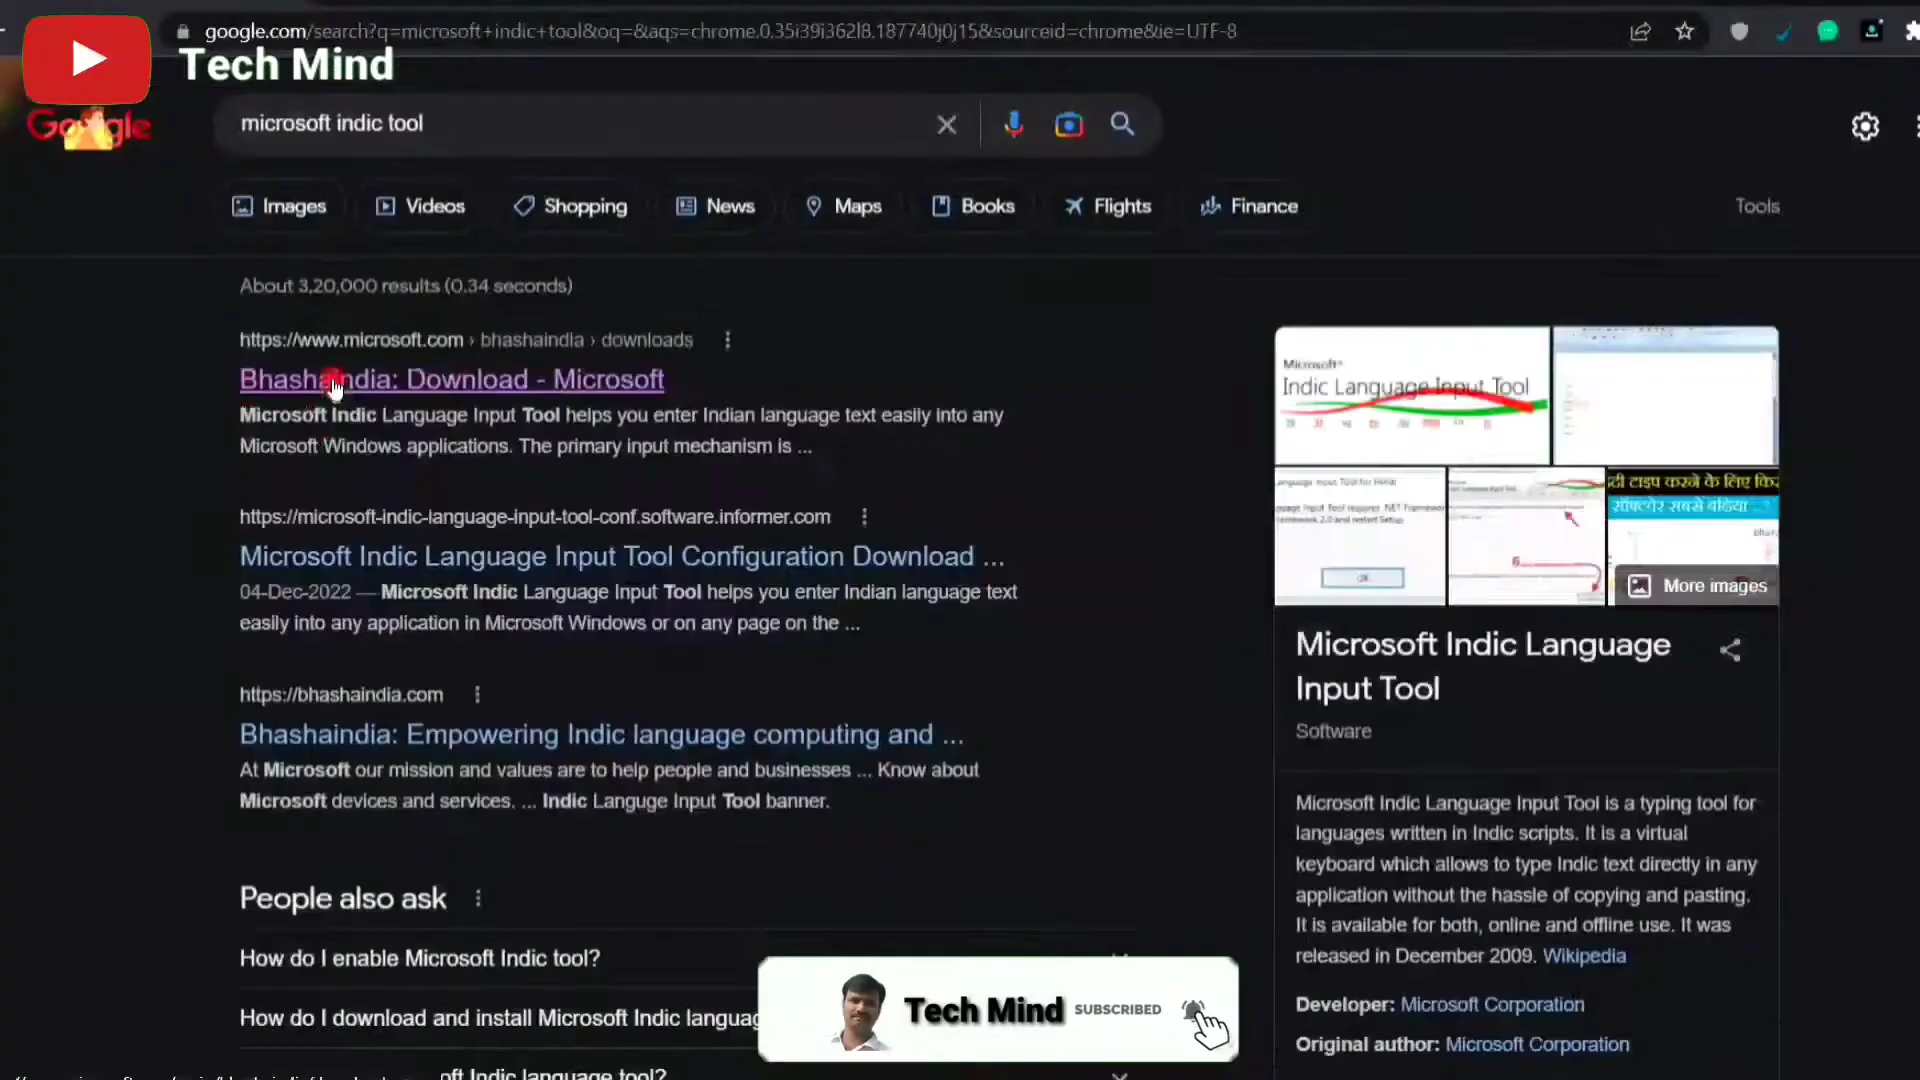 google.com/search?q=microsoft+indic+tool&oq=&aqs=chrome.0.35i39i362l8.187740j0j15&sourceid=chrome&ie=UTF-8
Tech Mind
Google
microsoft indic tool
Images
Videos
Shopping
News
Maps
Books
Flights
Finance
Tools
About 3,20,000 results (0.34 seconds)
https://www.microsoft.com › bhashaindia › downloads
BhashaIndia: Download - Microsoft
Microsoft Indic Language Input Tool helps you enter Indian language text easily into any
Microsoft Windows applications. The primary input mechanism is ...
https://microsoft-indic-language-input-tool-conf.software.informer.com
Microsoft Indic Language Input Tool Configuration Download ...
04-Dec-2022 — Microsoft Indic Language Input Tool helps you enter Indian language text
easily into any application in Microsoft Windows or on any page on the ...
https://bhashaindia.com
Bhashaindia: Empowering Indic language computing and ...
At Microsoft our mission and values are to help people and businesses ... Know about
Microsoft devices and services. ... Indic Languge Input Tool banner.
People also ask
How do I enable Microsoft Indic tool?
How do I download and install Microsoft Indic languag
oft Indic language tool?
Tech Mind
SUBSCRIBED
Microsoft
Indic Language Input Tool
टाइप करने के लिए
More images
Microsoft Indic Language
Input Tool
Software
Microsoft Indic Language Input Tool is a typing tool for
languages written in Indic scripts. It is a virtual
keyboard which allows to type Indic text directly in any
application without the hassle of copying and pasting.
It is available for both, online and offline use. It was
released in December 2009. Wikipedia
Developer: Microsoft Corporation
Original author: Microsoft Corporation